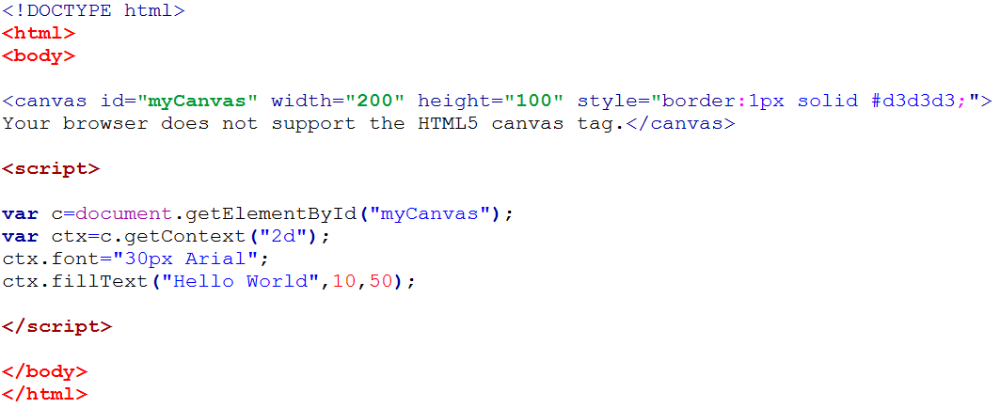 <!DOCTYPE html>
<html>
<body>
<canvas id="myCanvas" width="200" height="100" style="border:1px solid #d3d3d3;">
Your browser does not support the HTML5 canvas tag.</canvas>
<script>
var c=document.getElementById("myCanvas");
var ctx=c.getContext("2d");
ctx.font="30px Arial";
ctx.fillText("Hello World",10,50);
</script>
</body>
</html>